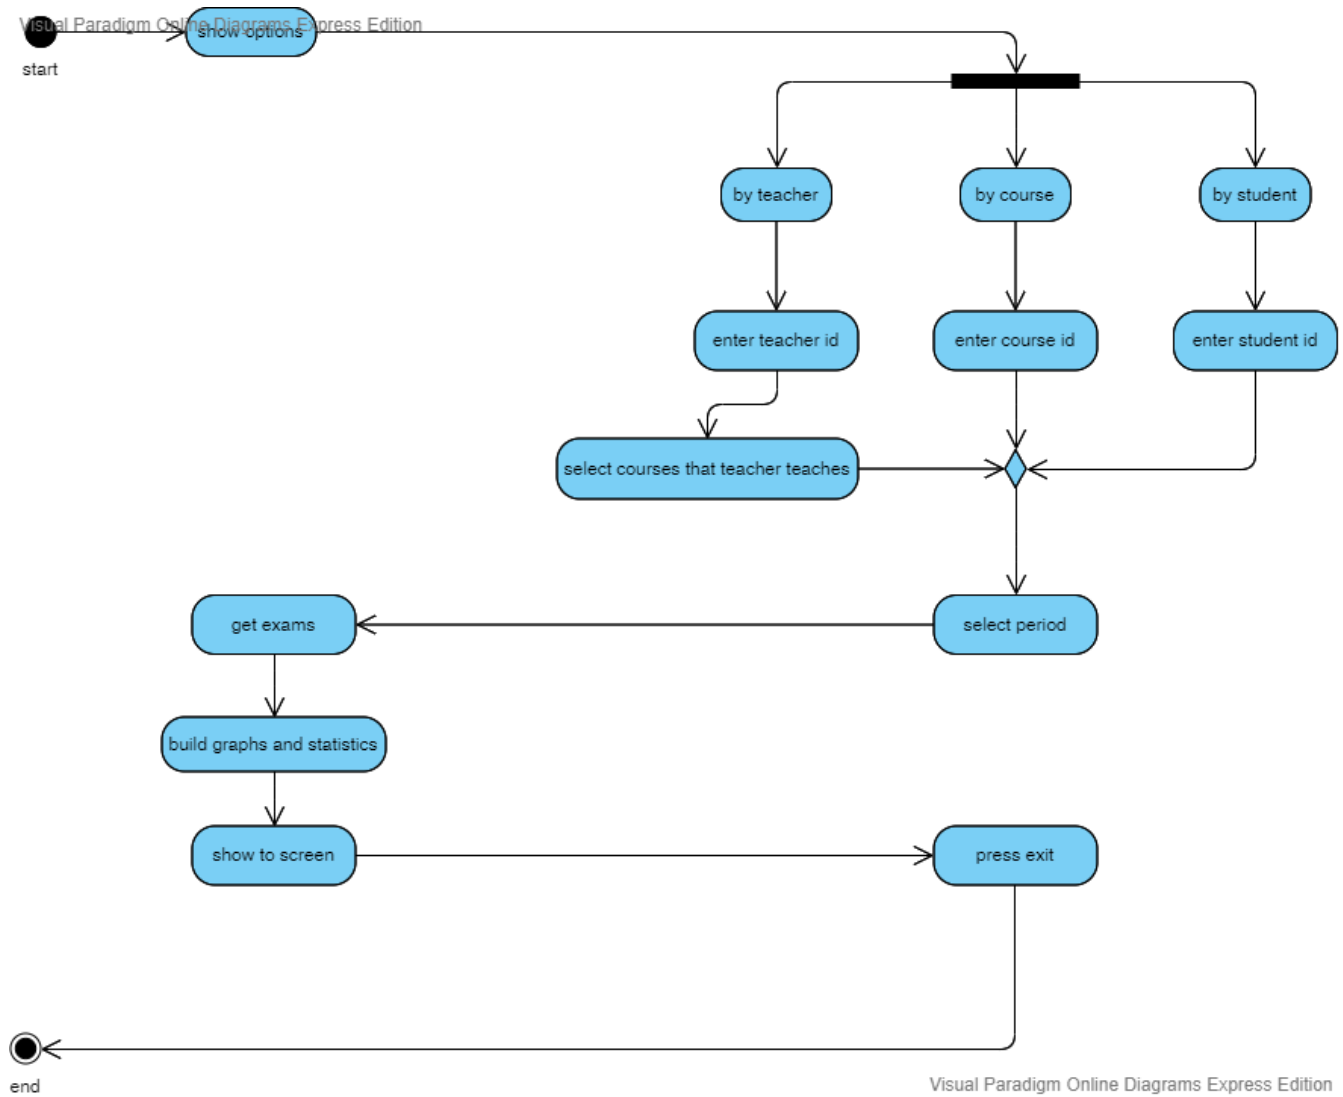 Visual Paradigm Online Diagrams Express Edition
show options
start
by teacher
by course
by student
enter teacher id
enter course id
enter student id
select courses that teacher teaches
get exams
select period
build graphs and statistics
show to screen
press exit
end
Visual Paradigm Online Diagrams Express Edition